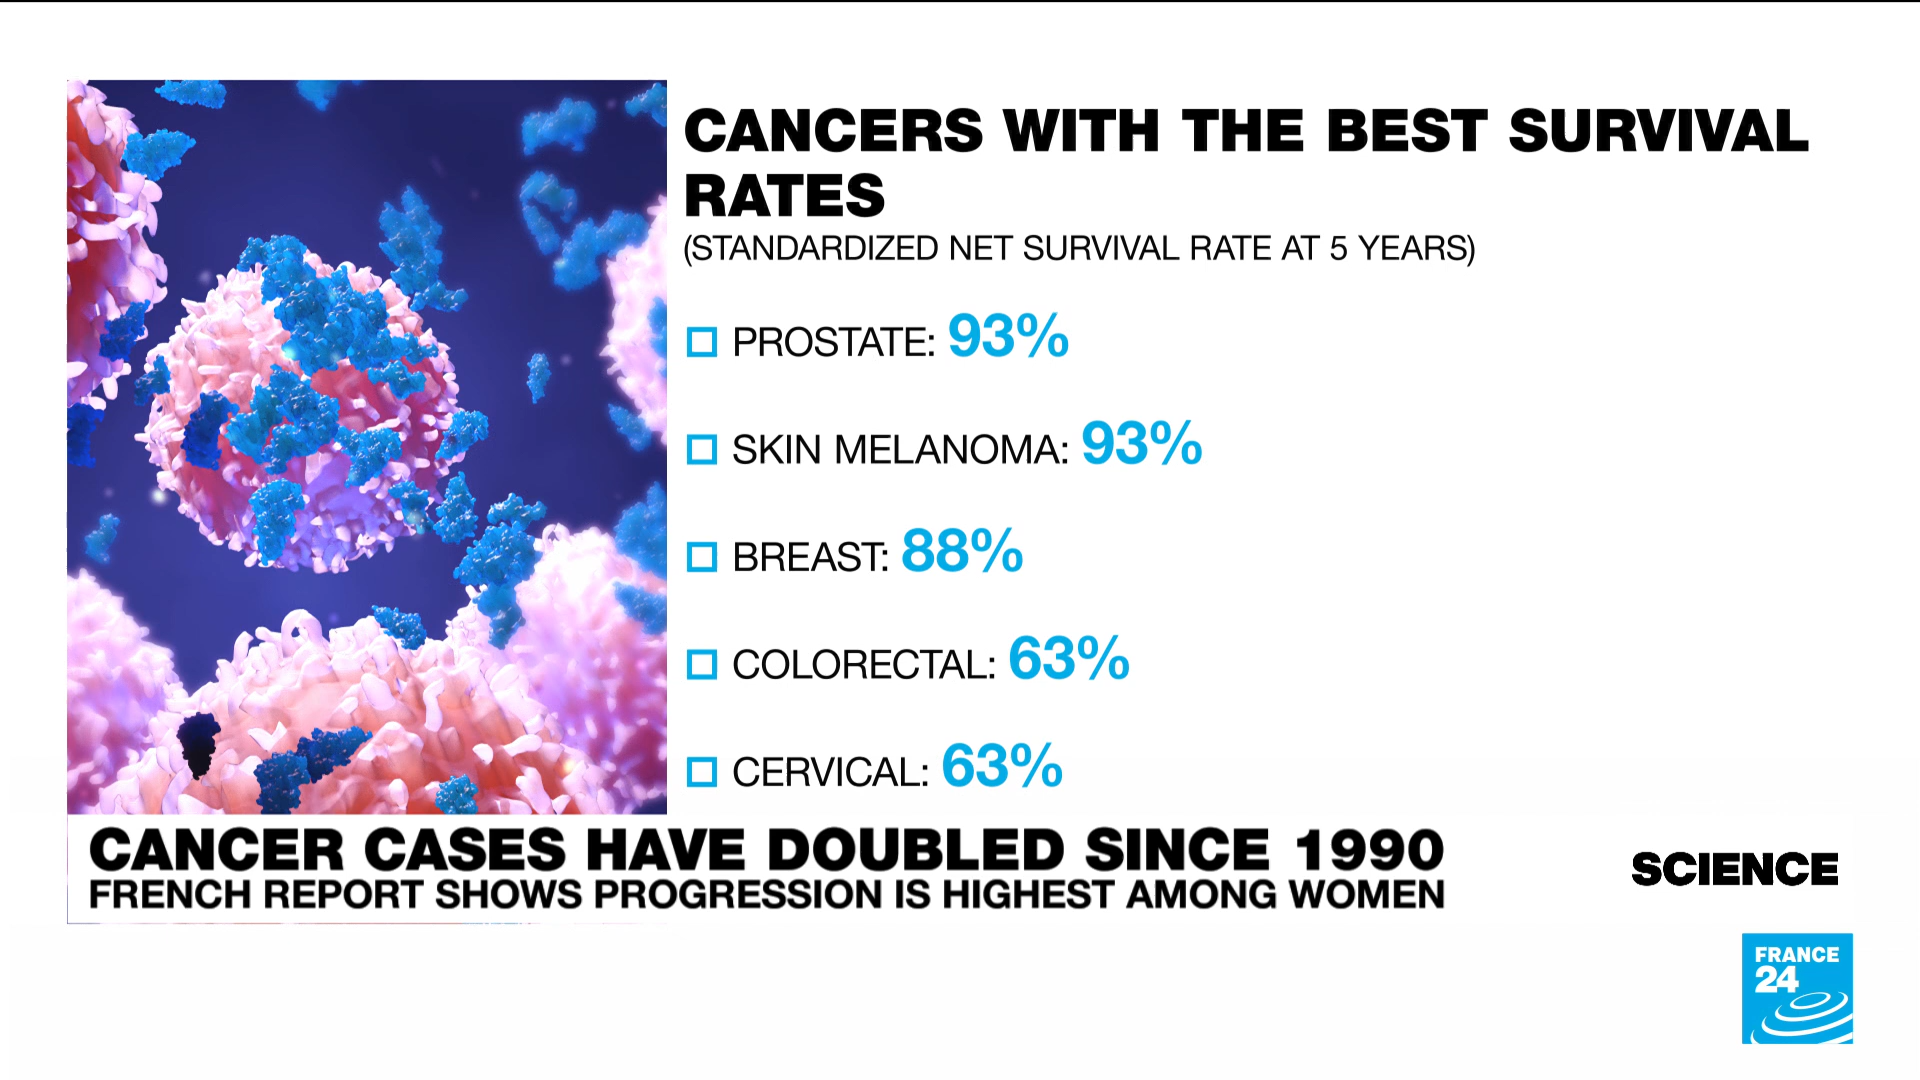 CANCERS WITH THE BEST SURVIVAL
RATES
(STANDARDIZED NET SURVIVAL RATE AT 5 YEARS)
PROSTATE: 93%
SKIN MELANOMA: 93%
BREAST: 88%
COLORECTAL: 63%
CERVICAL: 63%
CANCER CASES HAVE DOUBLED SINCE 1990
FRENCH REPORT SHOWS PROGRESSION IS HIGHEST AMONG WOMEN
SCIENCE
FRANCE
24